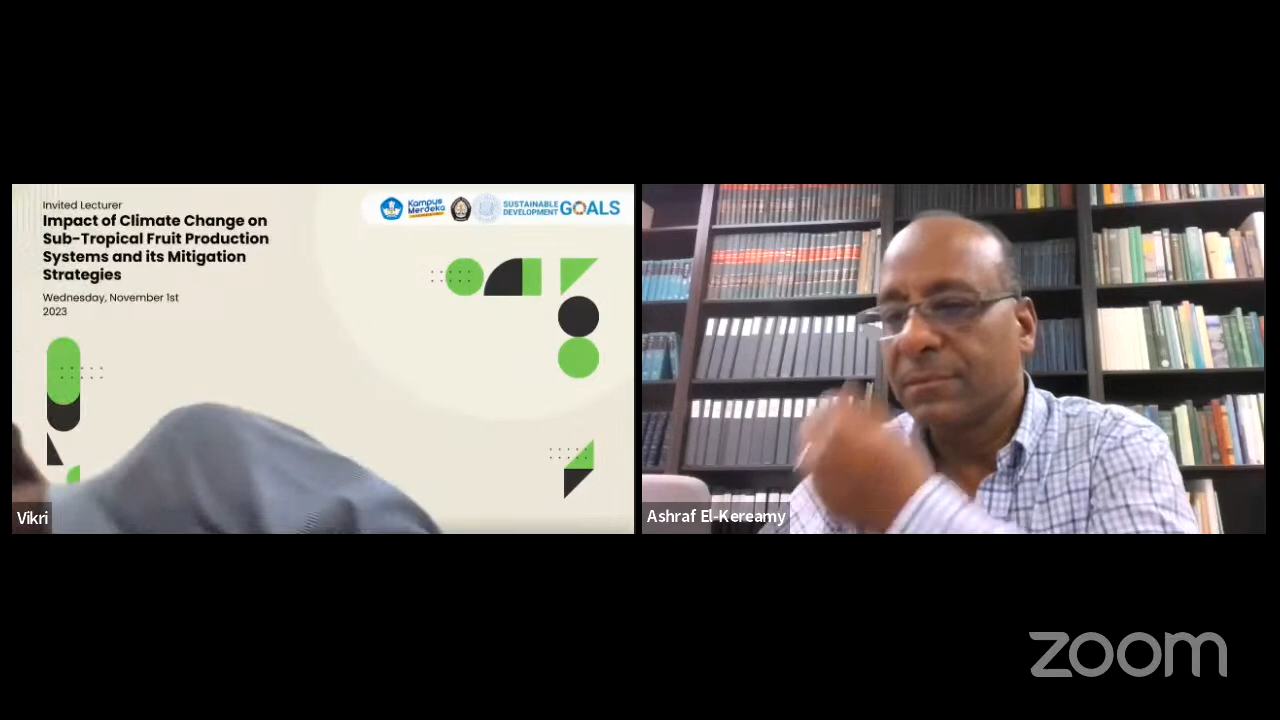 Invited Lecturer
Impact of Climate Change on
Sub-Tropical Fruit Production
Systems and its Mitigation
Strategies
Wednesday, November 1st
2023
Kampus
Merdeka
SUSTAINABLE
DEVELOPMENT
GOALS
Vikri
Ashraf El-Kereamy
zoom